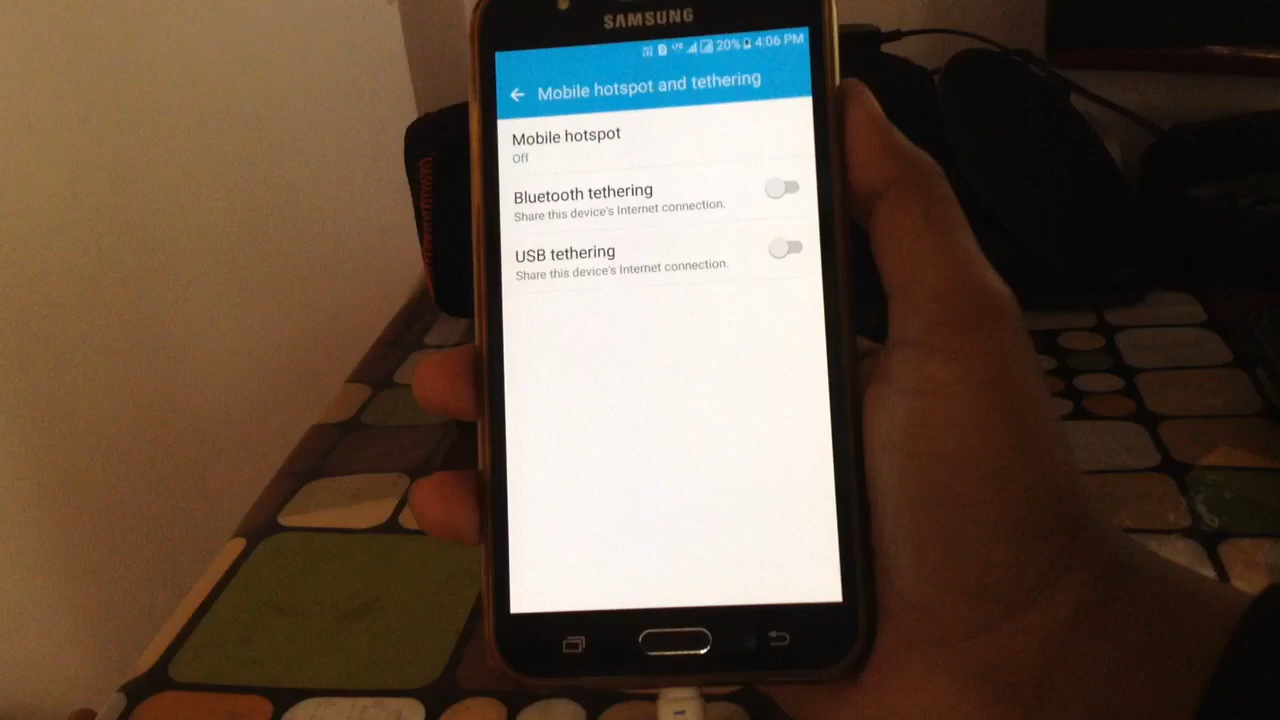 SAMSUNG
LTE 20% 4:06 PM
Mobile hotspot and tethering
Mobile hotspot
Off
Bluetooth tethering
Share this device's Internet connection.
USB tethering
Share this device's Internet connection.